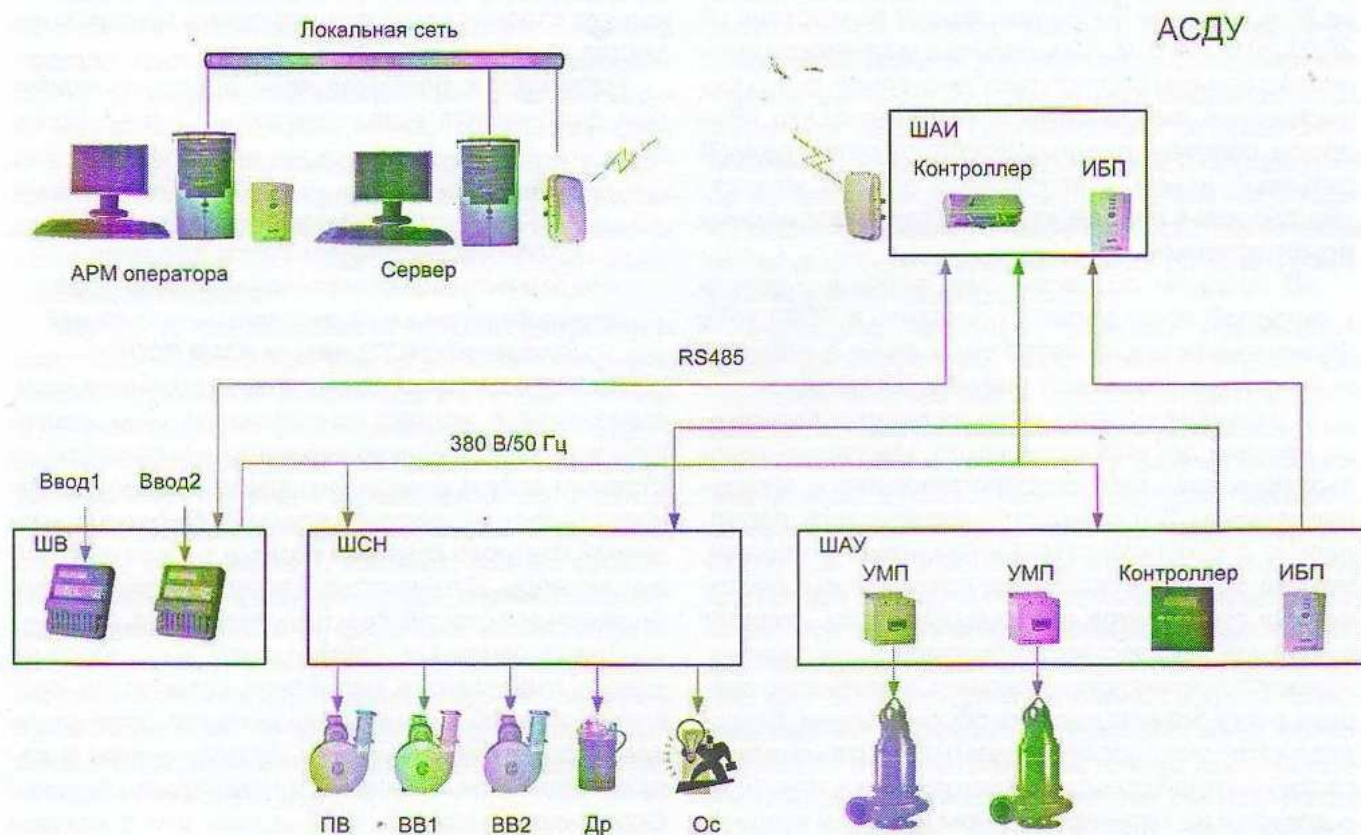 Локальная сеть
АСДУ
ШАИ
Контроллер
ИБП
АРМ оператора
Сервер
RS485
380 В/50 Гц
Ввод1
Ввод2
ШВ
ШСН
ШАУ
УМП
УМП
Контроллер
ИБП
ПВ
ВВ1
ВВ2
Др
Ос